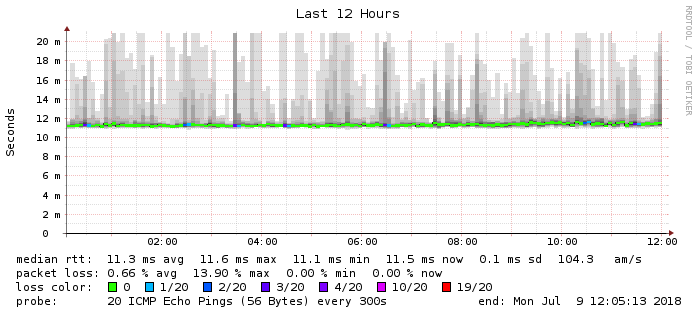 Last 12 Hours
RRDTOOL / TOBI OETIKER
Seconds
20 m
18 m
16 m
14 m
12 m
10 m
8 m
6 m
4 m
2 m
0
02:00 04:00 06:00 08:00 10:00 12:00
median rtt: 11.3 ms avg 11.6 ms max 11.1 ms min 11.5 ms now 0.1 ms sd 104.3 am/s
packet loss: 0.66 % avg 13.90 % max 0.00 % min 0.00 % now
loss color: 0 1/20 2/20 3/20 4/20 10/20 19/20
probe: 20 ICMP Echo Pings (56 Bytes) every 300s end: Mon Jul 9 12:05:13 2018